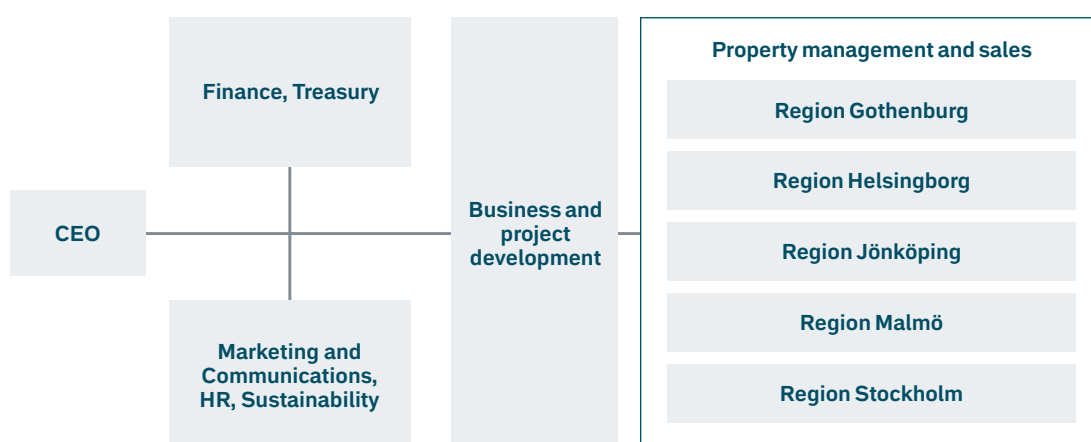 CEO
Finance, Treasury
Marketing and
Communications,
HR, Sustainability
Business and
project
development
Property management and sales
Region Gothenburg
Region Helsingborg
Region Jönköping
Region Malmö
Region Stockholm